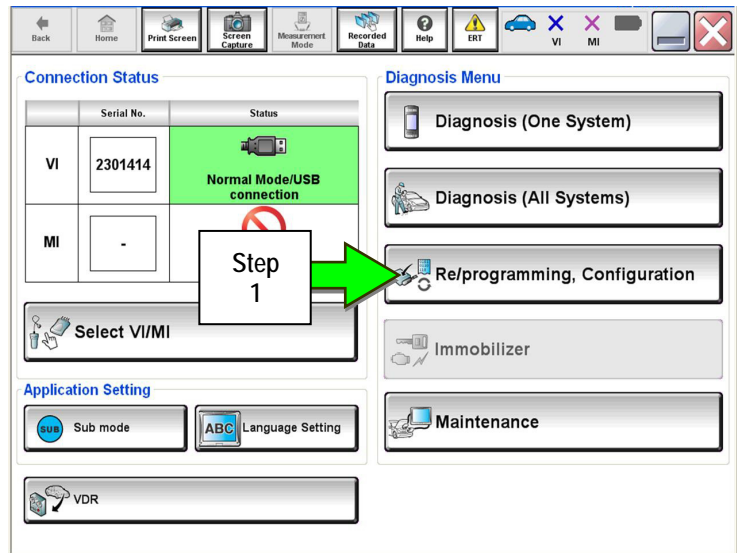 Back
Home
Print Screen
Screen
Capture
Measurement
Mode
Recorded
Data
Help
ERT
VI
MI
Connection Status
Serial No.
Status
VI
2301414
Normal Mode/USB
connection
MI
-
Select VI/MI
Application Setting
SUB
Sub mode
ABC
Language Setting
VDR
Step
1
Diagnosis Menu
Diagnosis (One System)
Diagnosis (All Systems)
Re/programming, Configuration
Immobilizer
Maintenance